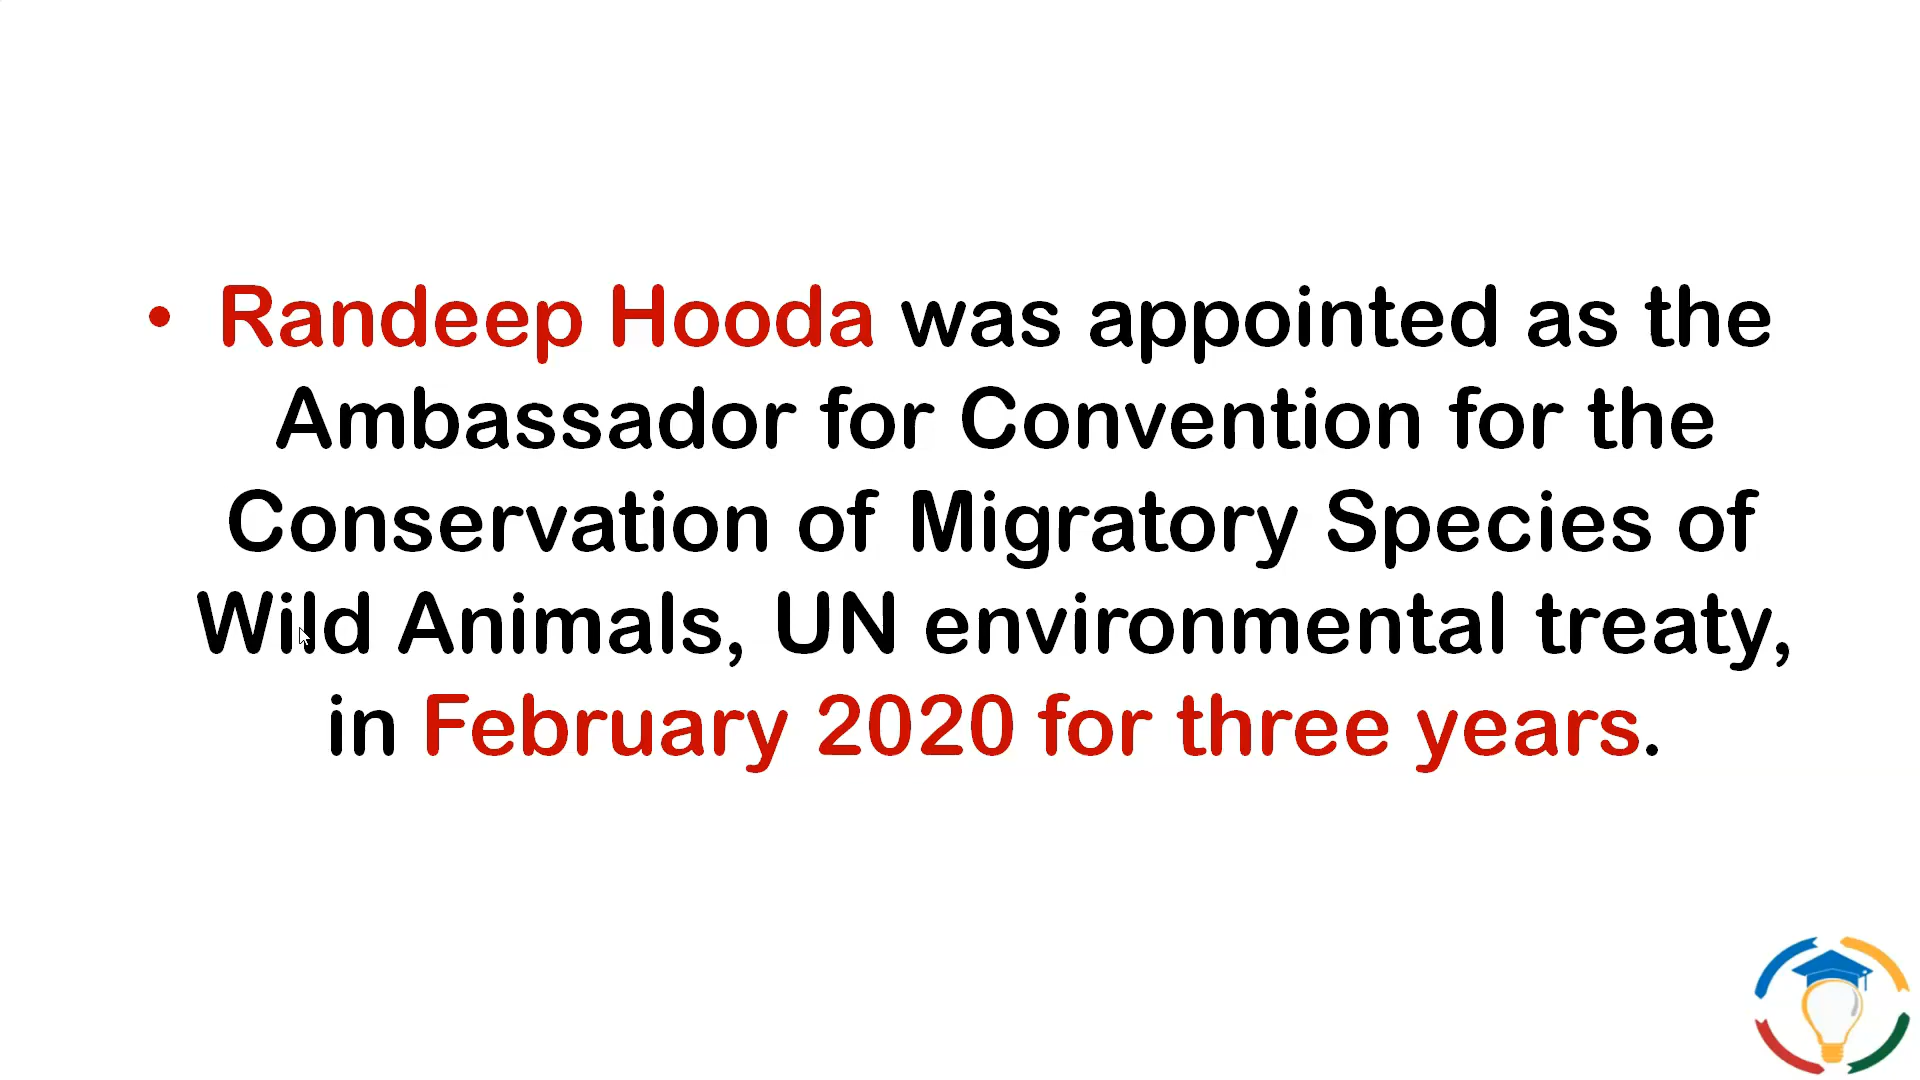 • Randeep Hooda was appointed as the
Ambassador for Convention for the
Conservation of Migratory Species of
Wild Animals, UN environmental treaty,
in February 2020 for three years.